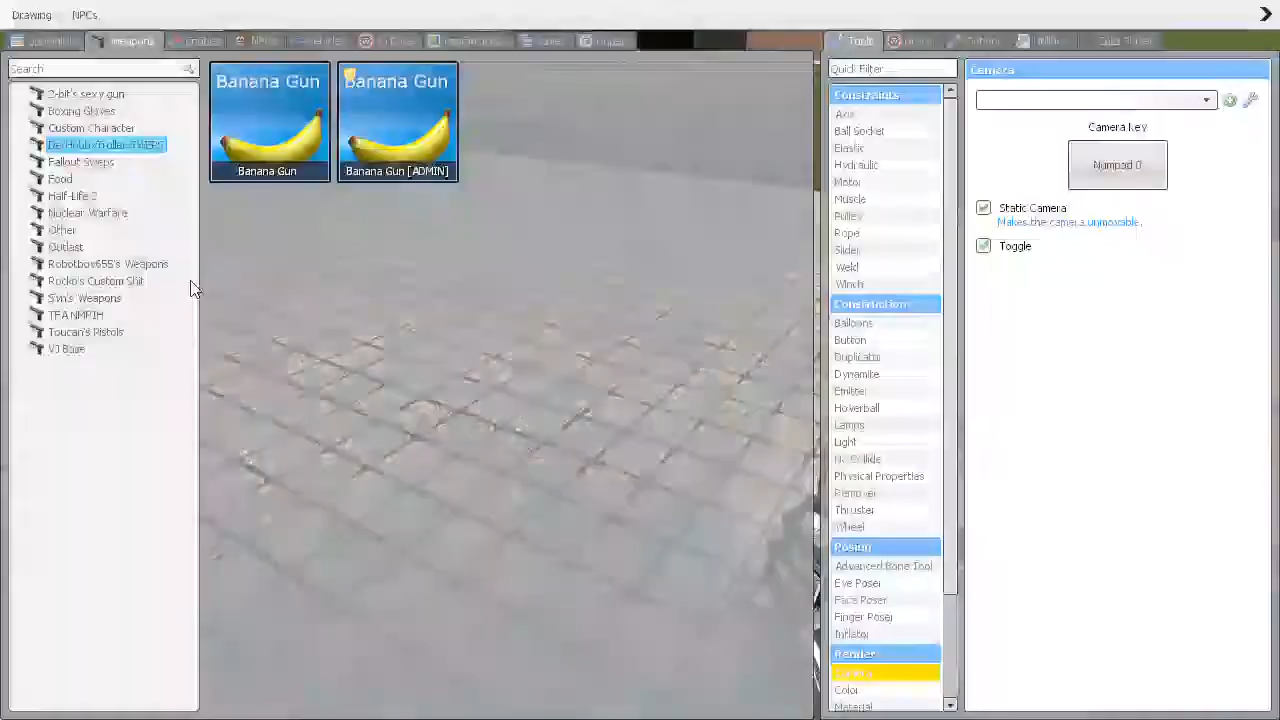 Drawing NPCs
Weapons
Tools
Search
Quick Filter
Camera
Banana Gun
Banana Gun
Banana Gun
Banana Gun [ADMIN]
2-bit's sexy gun
Boxing Gloves
Custom Character
Fallout Sweps
Food
Half-Life 2
Nuclear Warfare
Other
Outlast
Robotboy655's Weapons
Rocko's Custom Shit
Weapons
TFA NMRIH
Toucan's Pistols
VJ Base
Constraints
Axis
Ball Socket
Elastic
Hydraulic
Motor
Muscle
Pulley
Rope
Slider
Weld
Winch
Construction
Balloons
Button
Duplicator
Dynamite
Emitter
Hoverball
Lamps
Light
No Collide
Physical Properties
Remover
Thruster
Wheel
Posing
Advanced Bone Tool
Eye Poser
Face Poser
Finger Poser
Inflator
Render
Camera
Color
Material
Camera Key
Numpad 0
Static Camera
Makes the camera unmovable.
Toggle